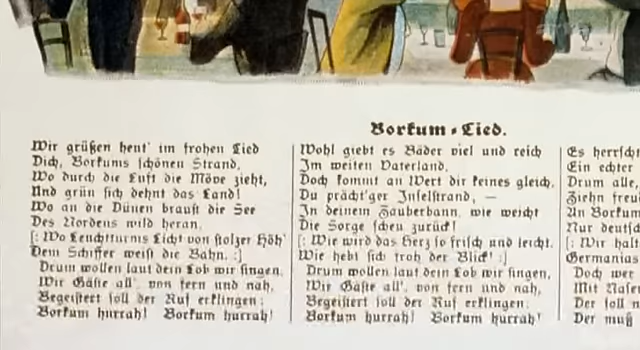 Borkum-Lied.
Wir grüßen heut' im frohen Lied
Dich, Borkums schönen Strand,
Wo durch die Luft die Möve zieht,
Und grün sich dehnt das Land!
Wo an die Dünen braust die See
Des Nordens wild heran,
[: Wo Leuchtturms Licht von stolzer Höh'
Dem Schiffer weist die Bahn. :]
Drum wollen laut dein Lob wir singen,
Wir Gäste all', von fern und nah,
Begeistert soll der Ruf erklingen:
Borkum hurrah! Borkum hurrah!
Wohl giebt es Bäder viel und reich
Im weiten Vaterland,
Doch kommt an Wert dir keines gleich,
Du prächt'ger Inselstrand, —
In deinem Zauberbann, wie weicht
Die Sorge scheu zurück!
[: Wie wird das Herz so frisch und leicht.
Wie hebt sich froh der Blick! :]
Drum wollen laut dein Lob wir singen,
Wir Gäste all', von fern und nah,
Begeistert soll der Ruf erklingen:
Borkum hurrah! Borkum hurrah!
Es herrscht
Ein echter
Drum alle,
Ziehn freu
An Borkum
Nur deutsch
[: Wir halt
Germanias
Doch wer
Mit Nasen
Der soll n
Der muß